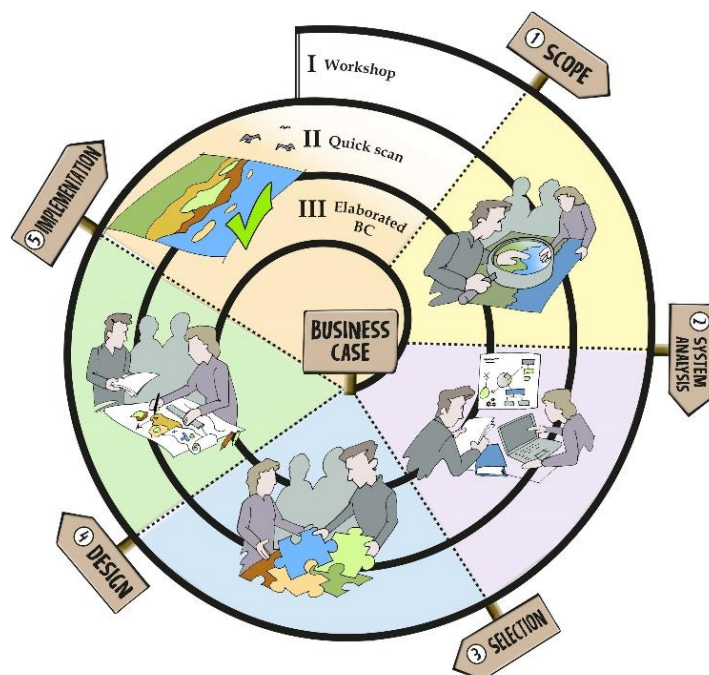 I Workshop
II Quick scan
III Elaborated
BC
BUSINESS
CASE
1 SCOPE
2 SYSTEM
ANALYSIS
3 SELECTION
4 DESIGN
5 IMPLEMENTATION